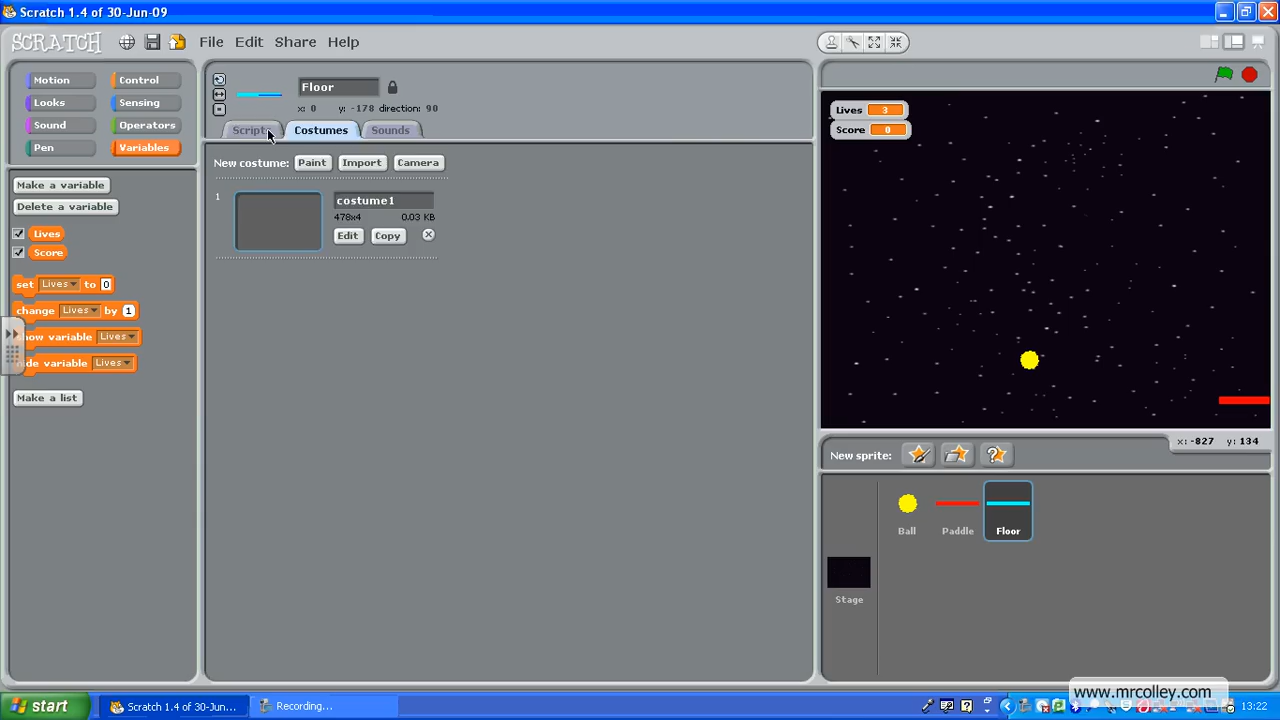 Scratch 1.4 of 30-Jun-09
SCRATCH File Edit Share Help
Motion Control
Looks Sensing
Sound Operators
Pen Variables
Make a variable
Delete a variable
Lives
Score
set Lives to 0
change Lives by 1
how variable Lives
ide variable Lives
Make a list
Floor
x: 0 y: -178 direction: 90
Scripts Costumes Sounds
New costume: Paint Import Camera
1 costume1
478x4 0.03 KB
Edit Copy
Lives 3
Score 0
x: -827 y: 134
New sprite:
Ball Paddle Floor
Stage
www.mrcolley.com
start Scratch 1.4 of 30-Jun... Recording.... 13:22